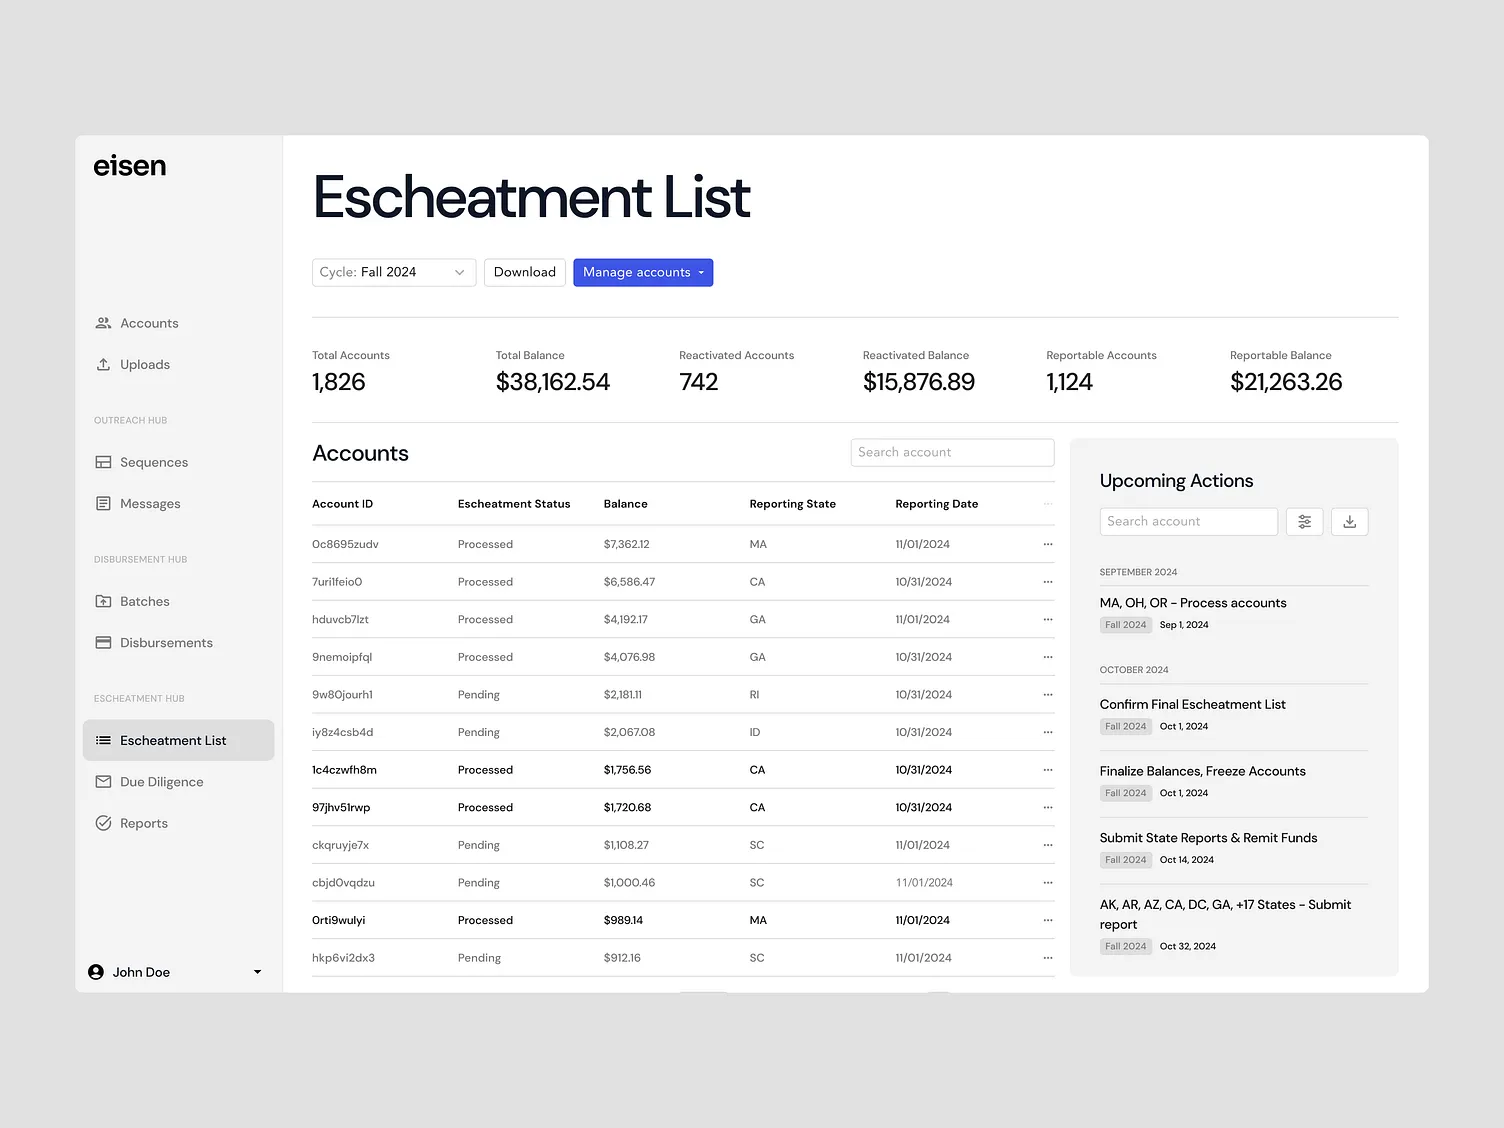 eisen
Accounts
Uploads
OUTREACH HUB
Sequences
Messages
DISBURSEMENT HUB
Batches
Disbursements
ESCHEATMENT HUB
Escheatment List
Due Diligence
Reports
John Doe
Escheatment List
Cycle: Fall 2024 Download Manage accounts
Total Accounts Total Balance Reactivated Accounts Reactivated Balance Reportable Accounts Reportable Balance
1,826 $38,162.54 742 $15,876.89 1,124 $21,263.26
Accounts Search account
Account ID Escheatment Status Balance Reporting State Reporting Date ...
0c8695zudv Processed $7,362.12 MA 11/01/2024 ...
7uri1feio0 Processed $6,586.47 CA 10/31/2024 ...
hduvcb7lzt Processed $4,192.17 GA 11/01/2024 ...
9nemoipfql Processed $4,076.98 GA 10/31/2024 ...
9w80jourh1 Pending $2,181.11 RI 10/31/2024 ...
iy8z4csb4d Pending $2,067.08 ID 10/31/2024 ...
1c4czwfh8m Processed $1,756.56 CA 10/31/2024 ...
97jhv51rwp Processed $1,720.68 CA 10/31/2024 ...
ckqruyje7x Pending $1,108.27 SC 11/01/2024 ...
cbjd0vqdzu Pending $1,000.46 SC 11/01/2024 ...
0rti9wulyi Processed $989.14 MA 11/01/2024 ...
hkp6vi2dx3 Pending $912.16 SC 11/01/2024 ...
Upcoming Actions
Search account
SEPTEMBER 2024
MA, OH, OR - Process accounts
Fall 2024 Sep 1, 2024
OCTOBER 2024
Confirm Final Escheatment List
Fall 2024 Oct 1, 2024
Finalize Balances, Freeze Accounts
Fall 2024 Oct 1, 2024
Submit State Reports & Remit Funds
Fall 2024 Oct 14, 2024
AK, AR, AZ, CA, DC, GA, +17 States - Submit
report
Fall 2024 Oct 32, 2024